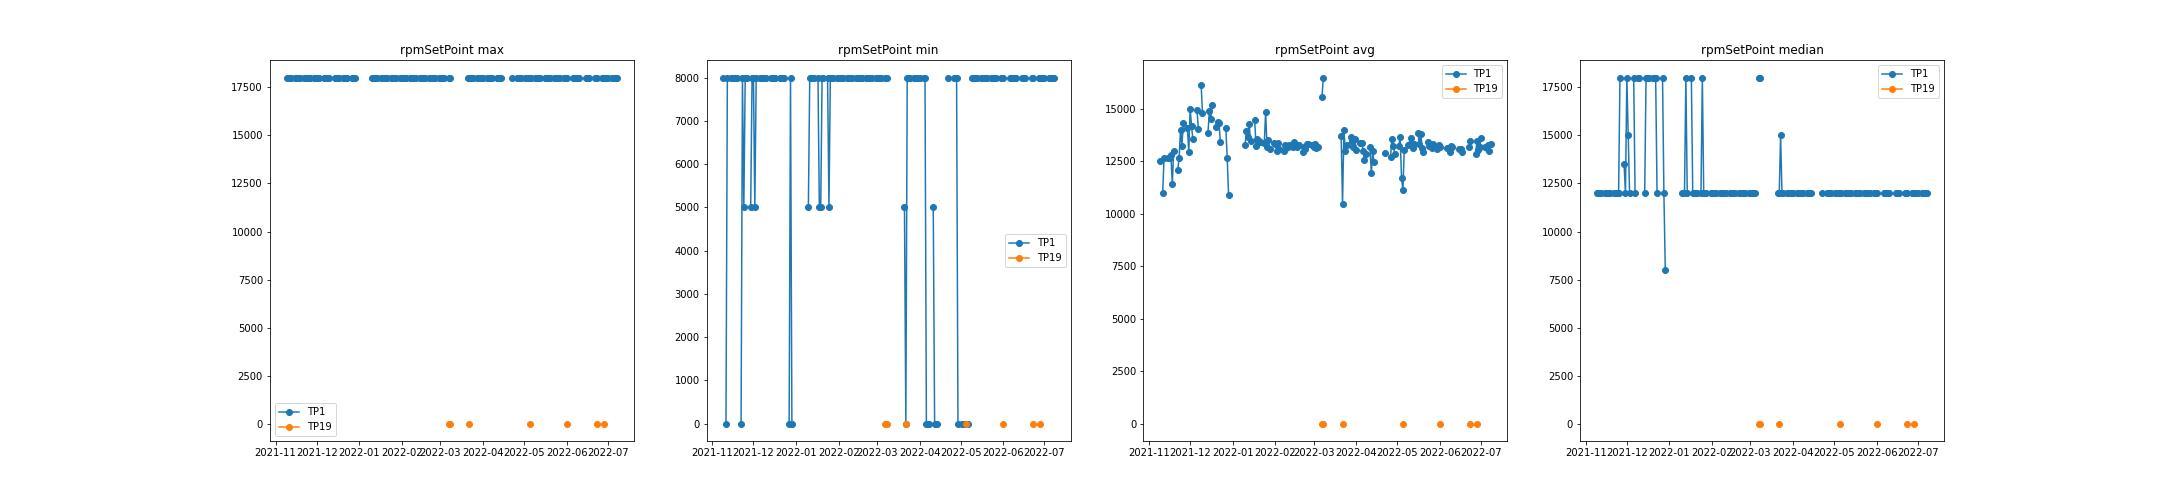 rpmSetPoint max
17500
15000
12500
10000
7500
5000
2500
0
TP1
TP19
2021-11 2021-12 2022-01 2022-02 2022-03 2022-04 2022-05 2022-06 2022-07
rpmSetPoint min
8000
7000
6000
5000
4000
3000
2000
1000
0
TP1
TP19
2021-11 2021-12 2022-01 2022-02 2022-03 2022-04 2022-05 2022-06 2022-07
rpmSetPoint avg
15000
12500
10000
7500
5000
2500
0
TP1
TP19
2021-11 2021-12 2022-01 2022-02 2022-03 2022-04 2022-05 2022-06 2022-07
rpmSetPoint median
17500
15000
12500
10000
7500
5000
2500
0
TP1
TP19
2021-11 2021-12 2022-01 2022-02 2022-03 2022-04 2022-05 2022-06 2022-07